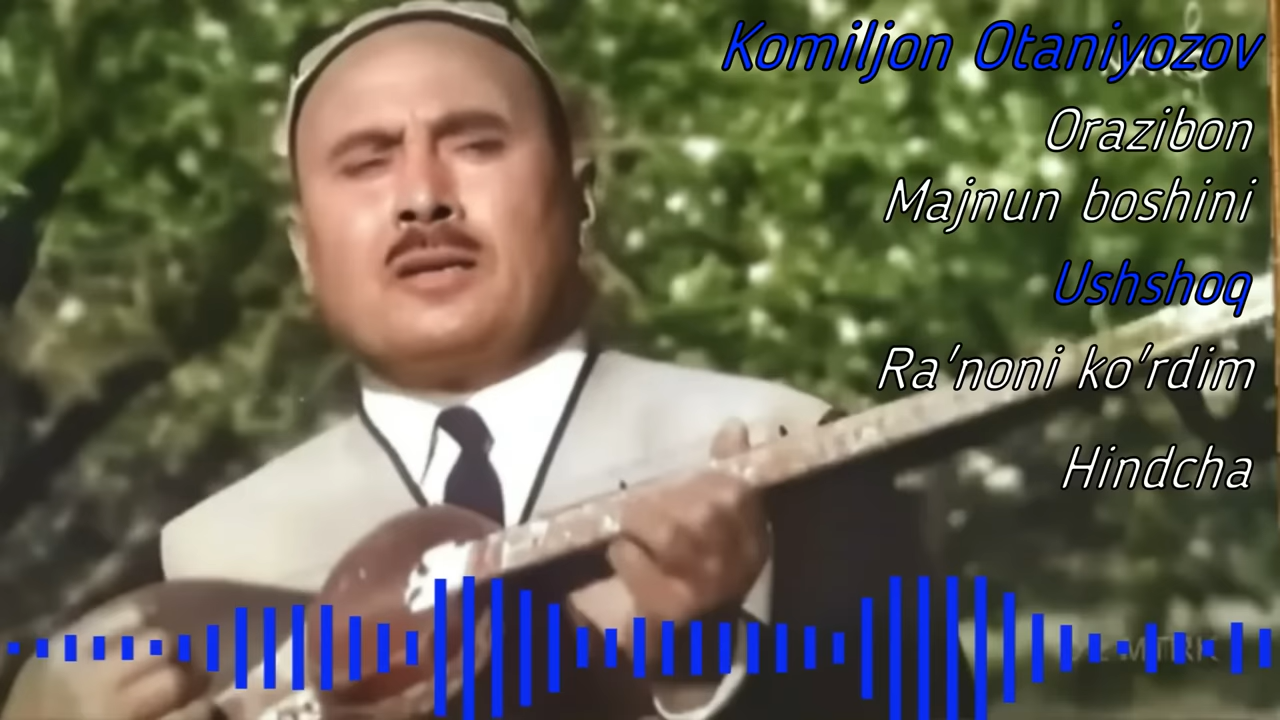 Komiljon Otaniyozov
Orazibon
Majnun boshini
Ushshoq
Ra'noni ko'rdim
Hindcha